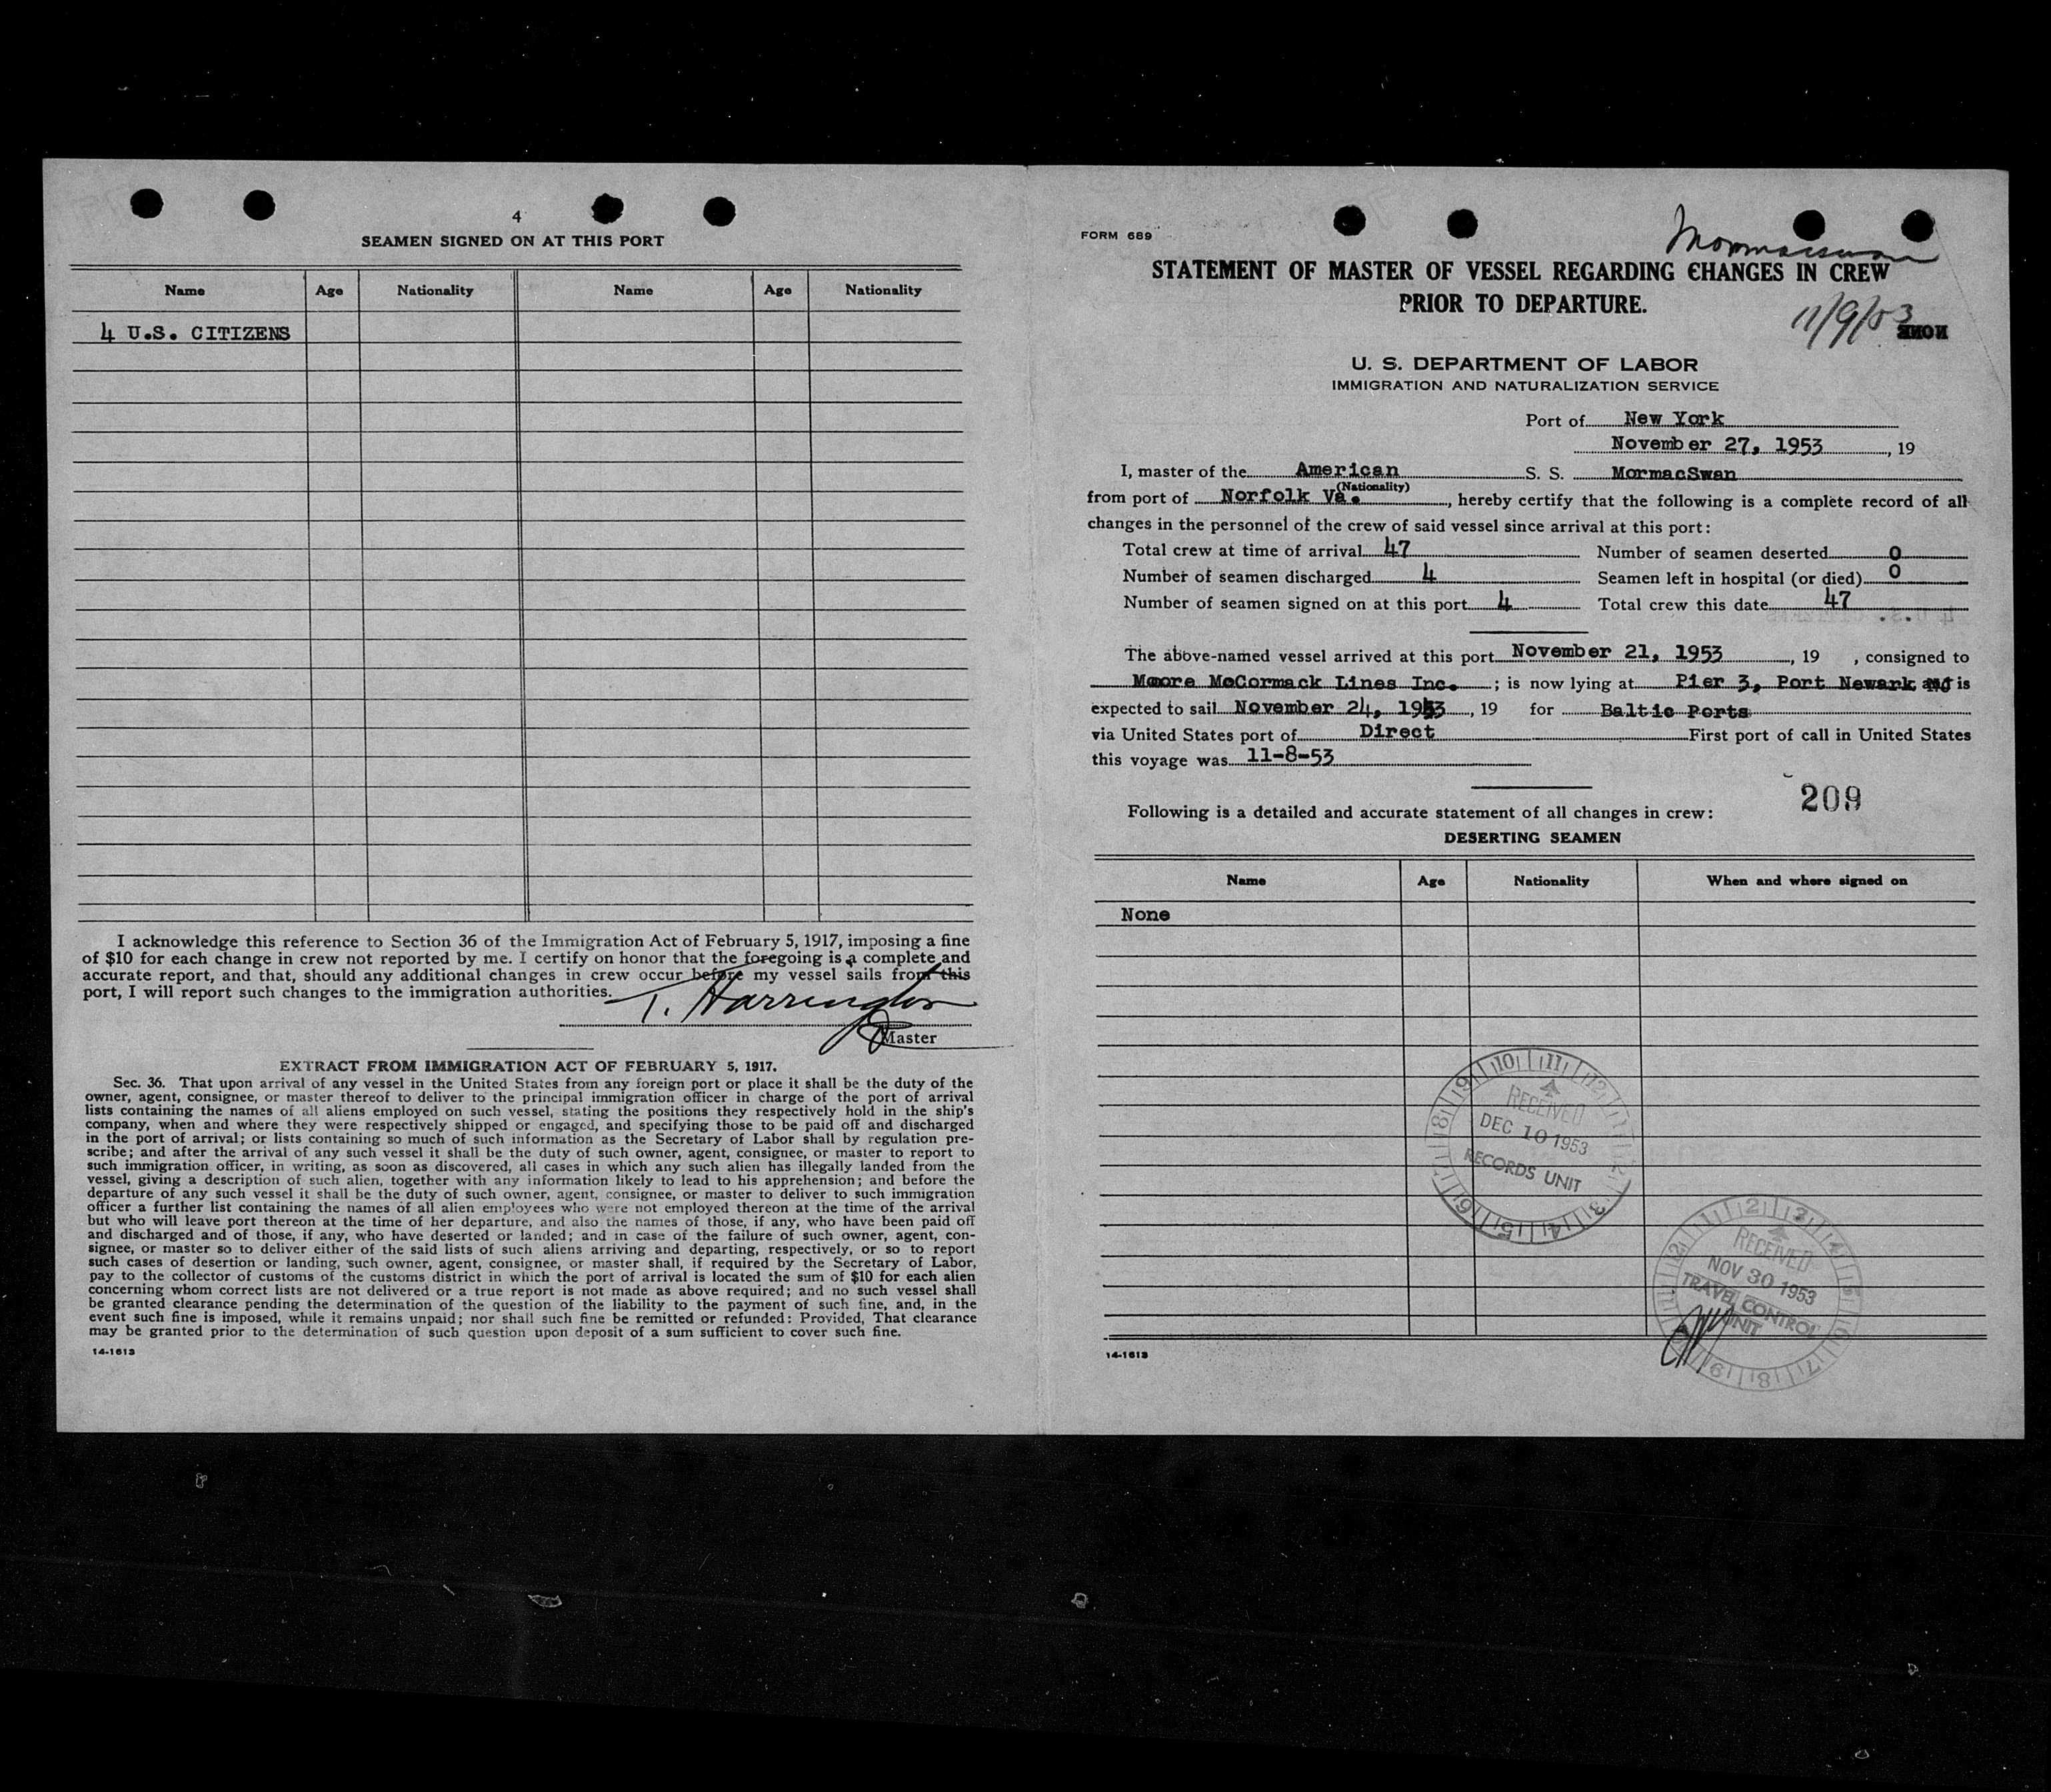 4
SEAMEN SIGNED ON AT THIS PORT
Name Age Nationality Name Age Nationality
4 U.S. CITIZENS
I acknowledge this reference to Section 36 of the Immigration Act of February 5, 1917, imposing a fine
of $10 for each change in crew not reported by me. I certify on honor that the foregoing is a complete and
accurate report, and that, should any additional changes in crew occur before my vessel sails from this
port, I will report such changes to the immigration authorities.
T. Harrington
Master
EXTRACT FROM IMMIGRATION ACT OF FEBRUARY 5, 1917.
Sec. 36. That upon arrival of any vessel in the United States from any foreign port or place it shall be the duty of the
owner, agent, consignee, or master thereof to deliver to the principal immigration officer in charge of the port of arrival
lists containing the names of all aliens employed on such vessel, stating the positions they respectively hold in the ship's
company, when and where they were respectively shipped or engaged, and specifying those to be paid off and discharged
in the port of arrival; or lists containing so much of such information as the Secretary of Labor shall by regulation pre-
scribe; and after the arrival of any such vessel it shall be the duty of such owner, agent, consignee, or master to report to
such immigration officer, in writing, as soon as discovered, all cases in which any such alien has illegally landed from the
vessel, giving a description of such alien, together with any information likely to lead to his apprehension; and before the
departure of any such vessel it shall be the duty of such owner, agent, consignee, or master to deliver to such immigration
officer a further list containing the names of all alien employees who were not employed thereon at the time of the arrival
but who will leave port thereon at the time of her departure, and also the names of those, if any, who have been paid off
and discharged and of those, if any, who have deserted or landed; and in case of the failure of such owner, agent, con-
signee, or master so to deliver either of the said lists of such aliens arriving and departing, respectively, or so to report
such cases of desertion or landing, such owner, agent, consignee, or master shall, if required by the Secretary of Labor,
pay to the collector of customs of the customs district in which the port of arrival is located the sum of $10 for each alien
concerning whom correct lists are not delivered or a true report is not made as above required; and no such vessel shall
be granted clearance pending the determination of the question of the liability to the payment of such fine, and, in the
event such fine is imposed, while it remains unpaid; nor shall such fine be remitted or refunded: Provided, That clearance
may be granted prior to the determination of such question upon deposit of a sum sufficient to cover such fine.
14-1613
FORM 689
Mormacswan
STATEMENT OF MASTER OF VESSEL REGARDING CHANGES IN CREW
PRIOR TO DEPARTURE.
11/9/53
NONE
U. S. DEPARTMENT OF LABOR
IMMIGRATION AND NATURALIZATION SERVICE
Port of New York
November 27, 1953, 19
I, master of the American S. S. MormacSwan
(Nationality)
from port of Norfolk Va., hereby certify that the following is a complete record of all
changes in the personnel of the crew of said vessel since arrival at this port:
Total crew at time of arrival 47 Number of seamen deserted 0
Number of seamen discharged 4 Seamen left in hospital (or died) 0
Number of seamen signed on at this port 4 Total crew this date 47
The above-named vessel arrived at this port November 21, 1953, 19 , consigned to
Moore McCormack Lines Inc. ; is now lying at Pier 3, Port Newark NJ and is
expected to sail November 24, 1953, 19 for Baltic Ports
via United States port of Direct First port of call in United States
this voyage was 11-8-53
209
Following is a detailed and accurate statement of all changes in crew:
DESERTING SEAMEN
Name Age Nationality When and where signed on
None
RECEIVED
DEC 10 1953
RECORDS UNIT
RECEIVED
NOV 30 1953
TRAVEL CONTROL
UNIT
14-1613